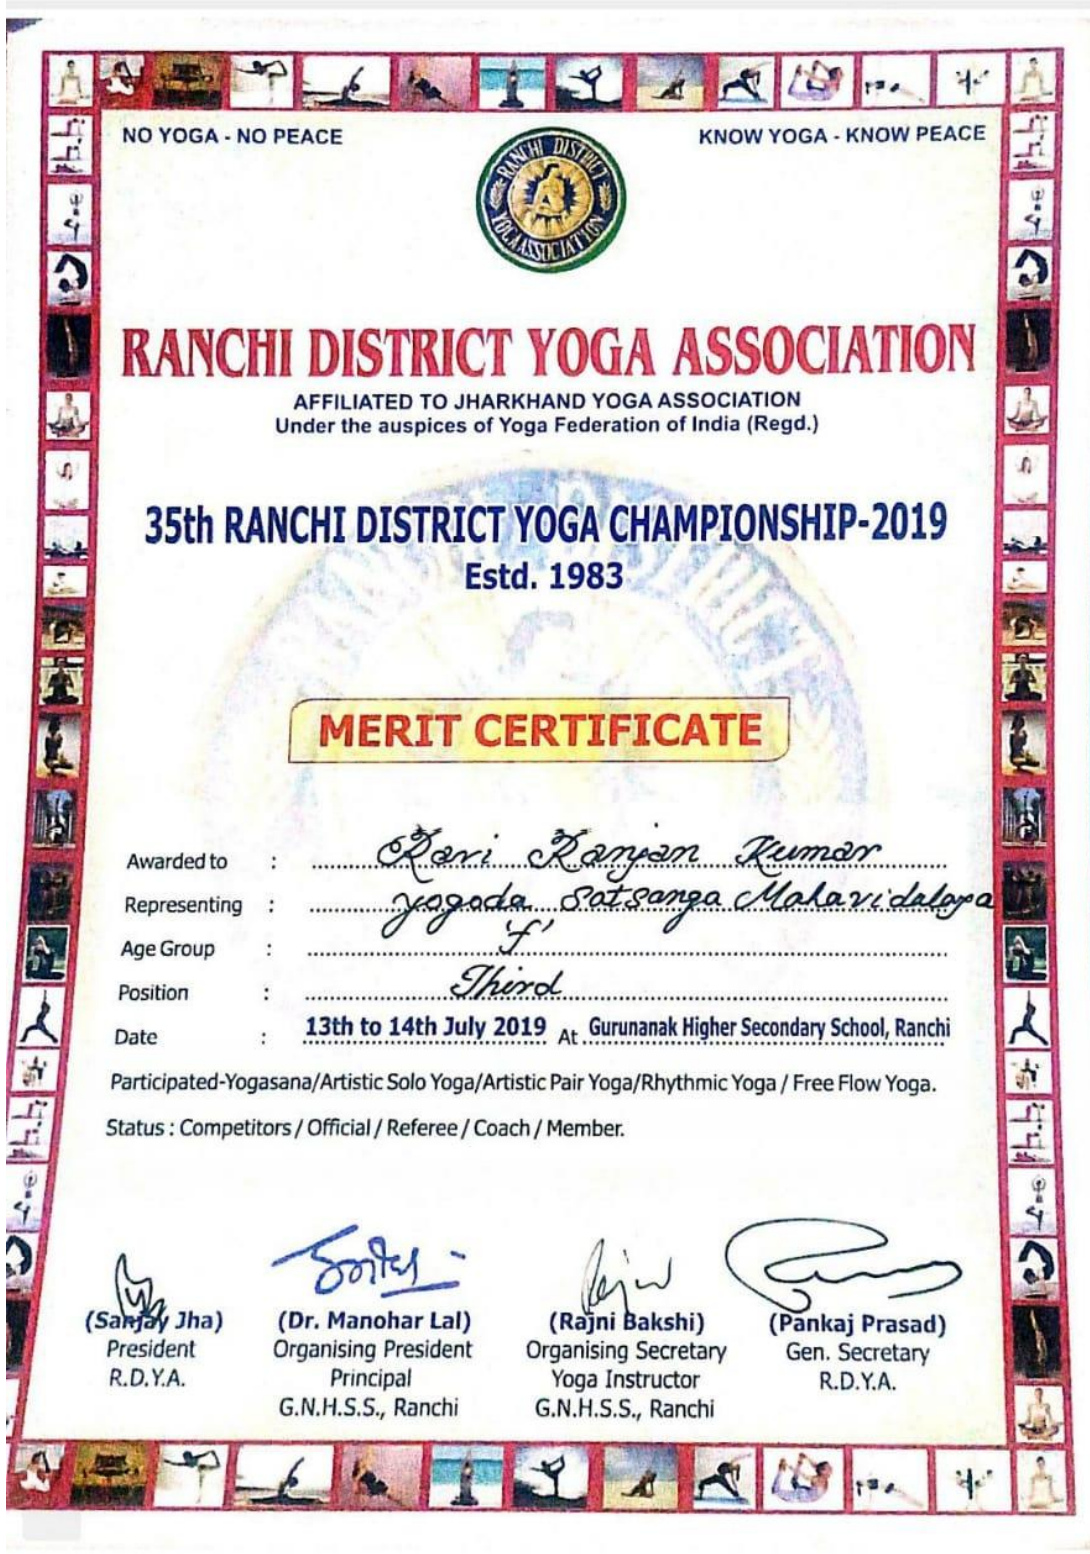 NO YOGA - NO PEACE
KNOW YOGA - KNOW PEACE
RANCHI DISTRICT
YOGA ASSOCIATION
RANCHI DISTRICT YOGA ASSOCIATION
AFFILIATED TO JHARKHAND YOGA ASSOCIATION
Under the auspices of Yoga Federation of India (Regd.)
35th RANCHI DISTRICT YOGA CHAMPIONSHIP-2019
Estd. 1983
MERIT CERTIFICATE
Awarded to : Ravi Ranjan Kumar
Representing : Yogoda Satsanga Mahavidalaya
Age Group :
Position : Third
Date : 13th to 14th July 2019 At Gurunanak Higher Secondary School, Ranchi
Participated-Yogasana/Artistic Solo Yoga/Artistic Pair Yoga/Rhythmic Yoga / Free Flow Yoga.
Status : Competitors / Official / Referee / Coach / Member.
(Sanjay Jha)
President
R.D.Y.A.
(Dr. Manohar Lal)
Organising President
Principal
G.N.H.S.S., Ranchi
(Rajni Bakshi)
Organising Secretary
Yoga Instructor
G.N.H.S.S., Ranchi
(Pankaj Prasad)
Gen. Secretary
R.D.Y.A.